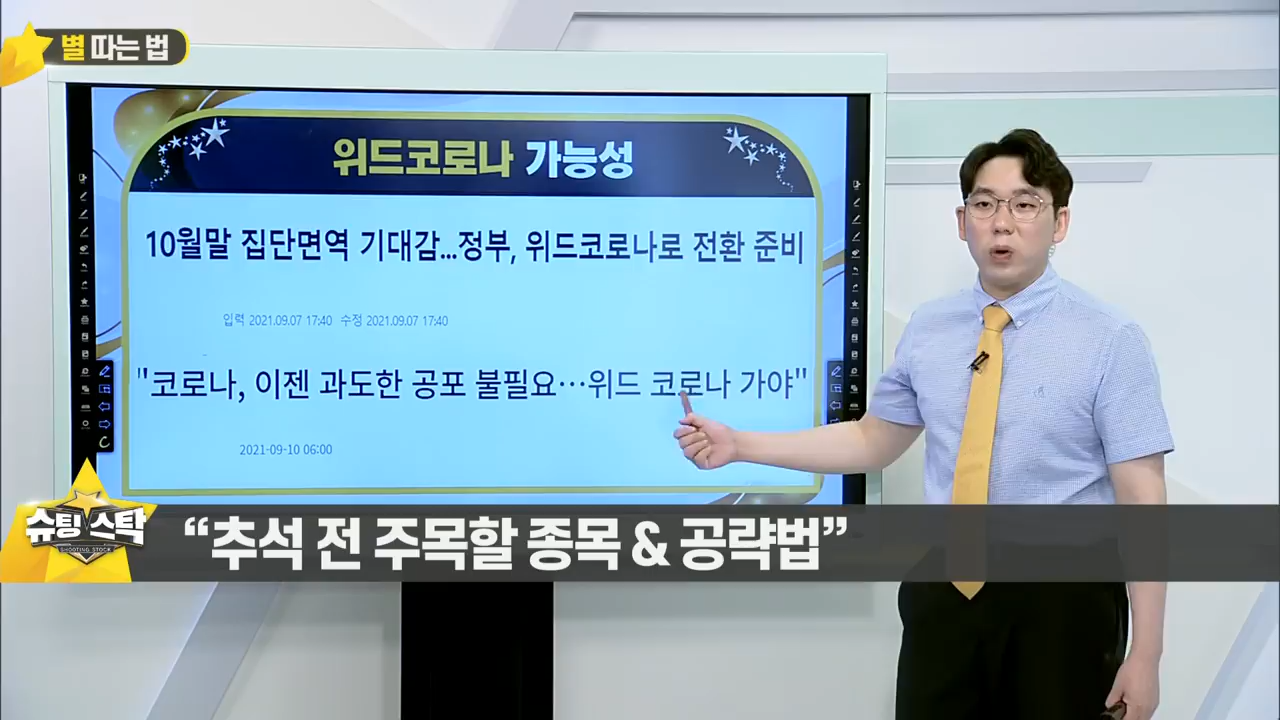 별 따는 법
위드코로나 가능성
10월말 집단면역 기대감...정부, 위드코로나로 전환 준비
입력 2021.09.07 17:40 수정 2021.09.07 17:40
"코로나, 이젠 과도한 공포 불필요…위드 코로나 가야"
2021-09-10 06:00
슈팅스탁
SHOOTING STOCK
“추석 전 주목할 종목 & 공략법”